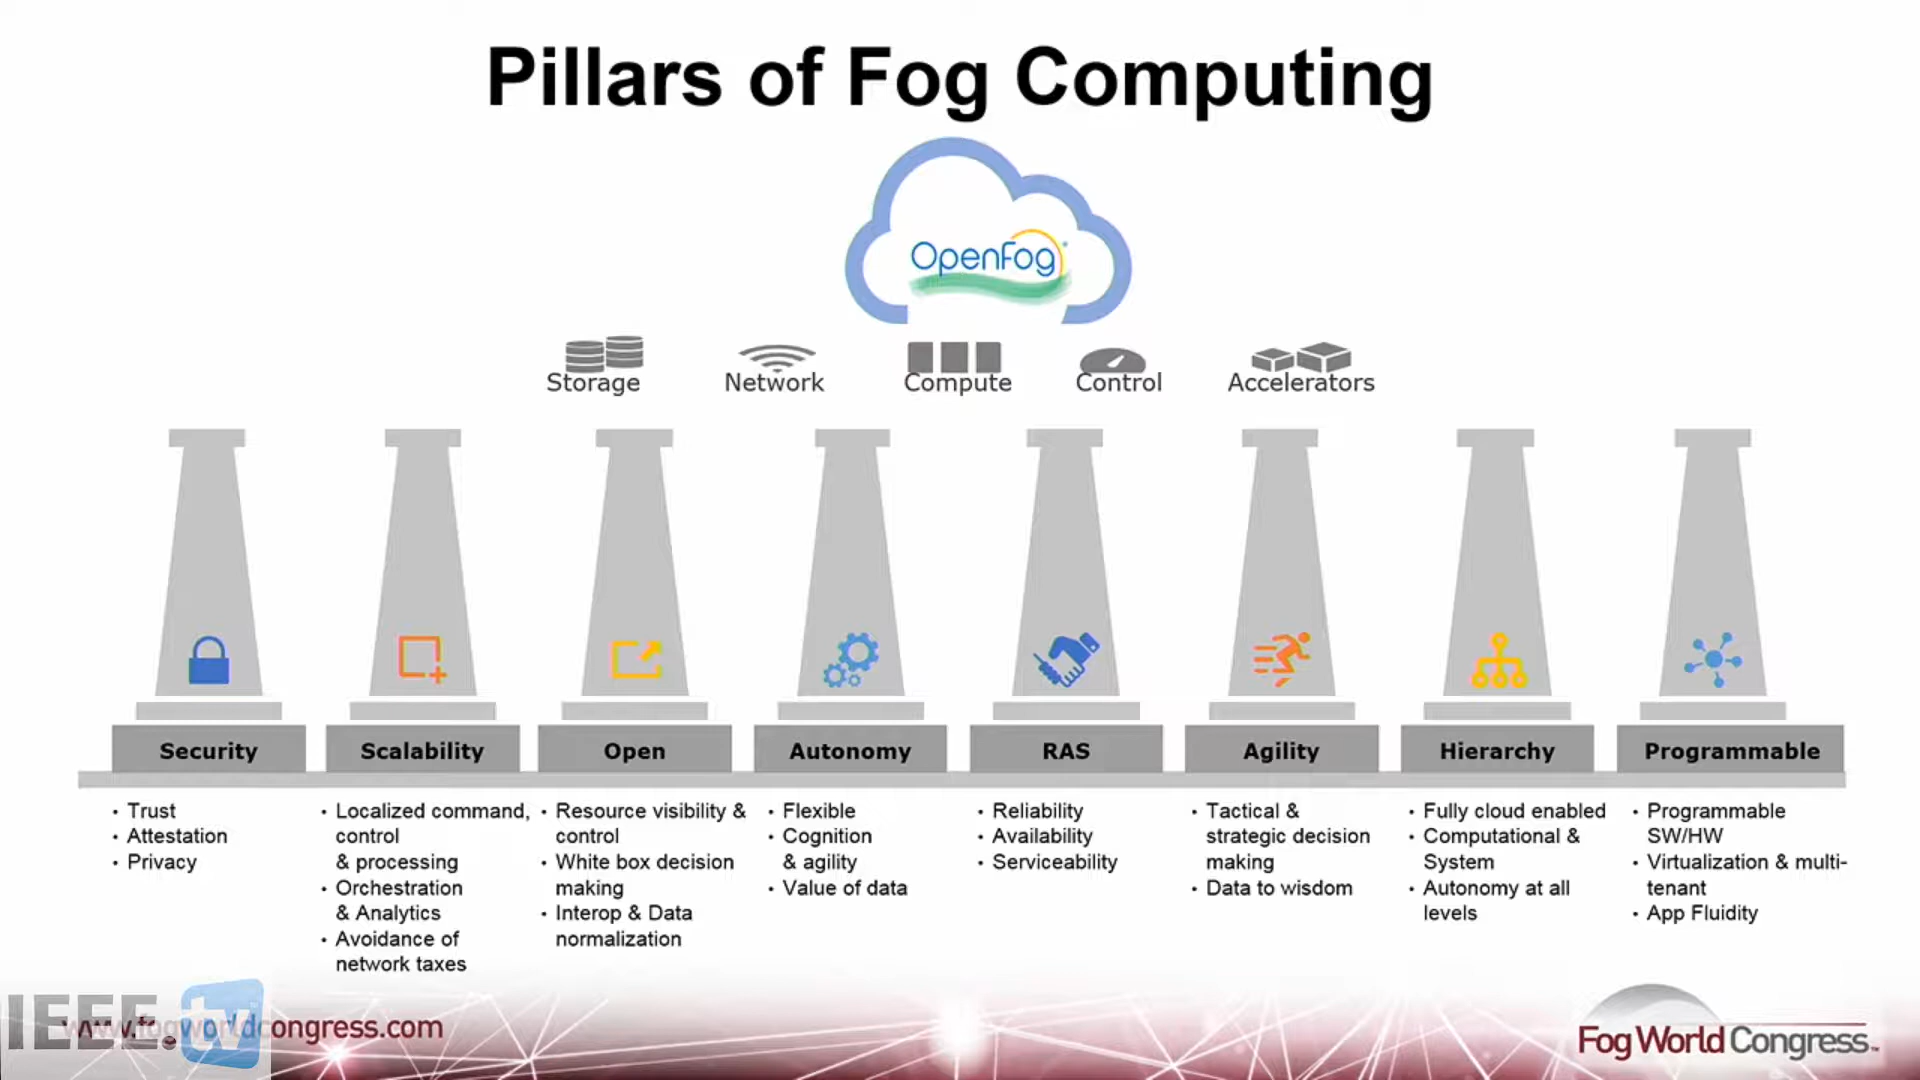 Pillars of Fog Computing
OpenFog
Storage
Network
Compute
Control
Accelerators
Security
Scalability
Open
Autonomy
RAS
Agility
Hierarchy
Programmable
• Trust
• Attestation
• Privacy
• Localized command,
control
& processing
• Orchestration
& Analytics
• Avoidance of
network taxes
• Resource visibility &
control
• White box decision
making
• Interop & Data
normalization
• Flexible
• Cognition
& agility
• Value of data
• Reliability
• Availability
• Serviceability
• Tactical &
strategic decision
making
• Data to wisdom
• Fully cloud enabled
• Computational &
System
• Autonomy at all
levels
• Programmable
SW/HW
• Virtualization & multi-
tenant
• App Fluidity
IEEE.tv
www.fogworldcongress.com
Fog World Congress™